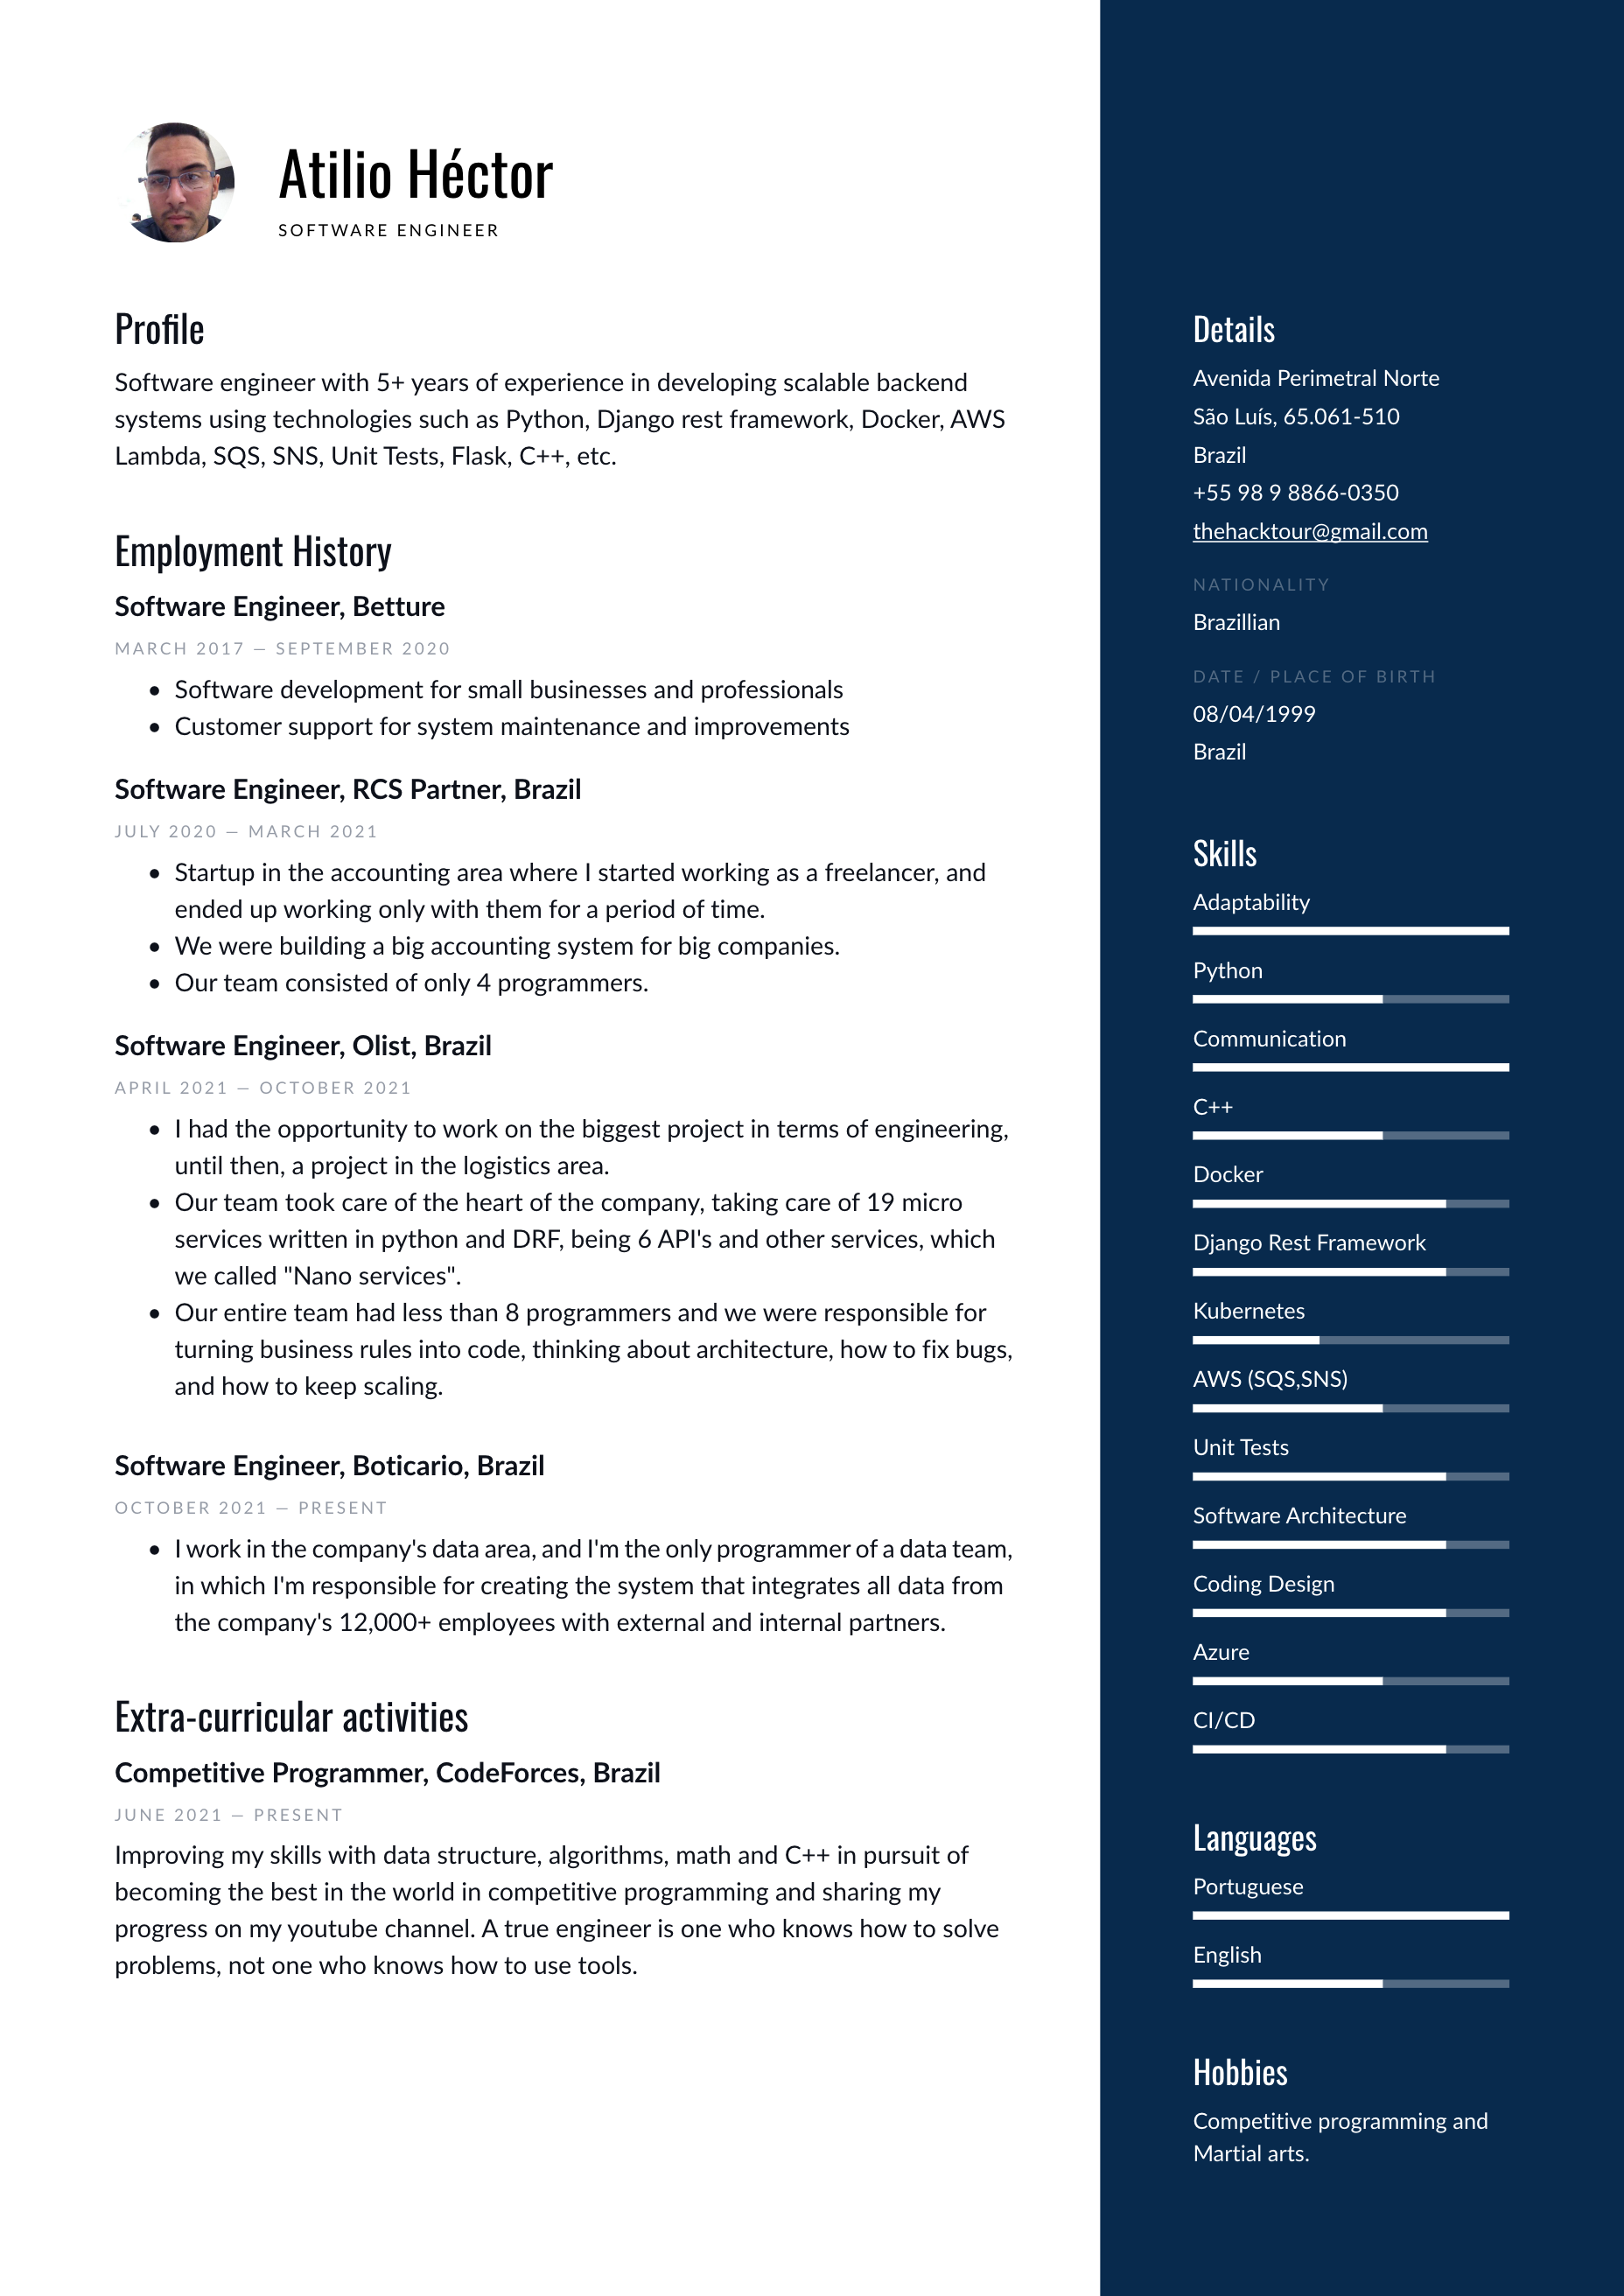 Atilio Héctor
SOFTWARE ENGINEER
Profile
Software engineer with 5+ years of experience in developing scalable backend
systems using technologies such as Python, Django rest framework, Docker, AWS
Lambda, SQS, SNS, Unit Tests, Flask, C++, etc.
Employment History
Software Engineer, Betture
MARCH 2017 — SEPTEMBER 2020
• Software development for small businesses and professionals
• Customer support for system maintenance and improvements
Software Engineer, RCS Partner, Brazil
JULY 2020 — MARCH 2021
• Startup in the accounting area where I started working as a freelancer, and
ended up working only with them for a period of time.
• We were building a big accounting system for big companies.
• Our team consisted of only 4 programmers.
Software Engineer, Olist, Brazil
APRIL 2021 — OCTOBER 2021
• I had the opportunity to work on the biggest project in terms of engineering,
until then, a project in the logistics area.
• Our team took care of the heart of the company, taking care of 19 micro
services written in python and DRF, being 6 API's and other services, which
we called "Nano services".
• Our entire team had less than 8 programmers and we were responsible for
turning business rules into code, thinking about architecture, how to fix bugs,
and how to keep scaling.
Software Engineer, Boticario, Brazil
OCTOBER 2021 — PRESENT
• I work in the company's data area, and I'm the only programmer of a data team,
in which I'm responsible for creating the system that integrates all data from
the company's 12,000+ employees with external and internal partners.
Extra-curricular activities
Competitive Programmer, CodeForces, Brazil
JUNE 2021 — PRESENT
Improving my skills with data structure, algorithms, math and C++ in pursuit of
becoming the best in the world in competitive programming and sharing my
progress on my youtube channel. A true engineer is one who knows how to solve
problems, not one who knows how to use tools.
Details
Avenida Perimetral Norte
São Luís, 65.061-510
Brazil
+55 98 9 8866-0350
thehacktour@gmail.com
NATIONALITY
Brazillian
DATE / PLACE OF BIRTH
08/04/1999
Brazil
Skills
Adaptability
Python
Communication
C++
Docker
Django Rest Framework
Kubernetes
AWS (SQS,SNS)
Unit Tests
Software Architecture
Coding Design
Azure
CI/CD
Languages
Portuguese
English
Hobbies
Competitive programming and
Martial arts.